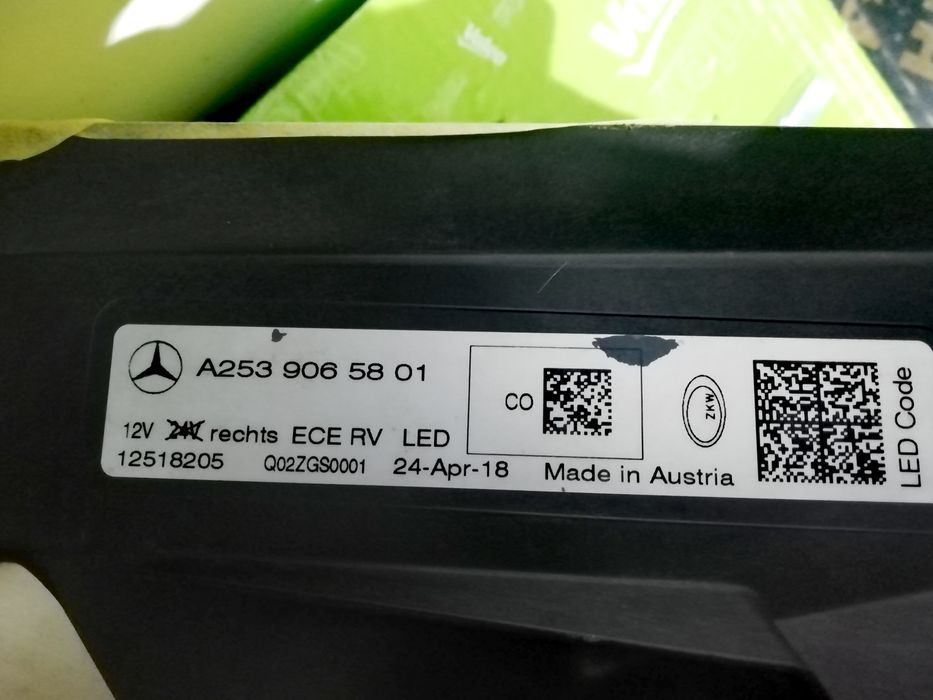 A253 906 58 01
12V 24V rechts ECE RV LED
12518205 Q02ZGS0001 24-Apr-18 Made in Austria
CO
ZKW
LED Code